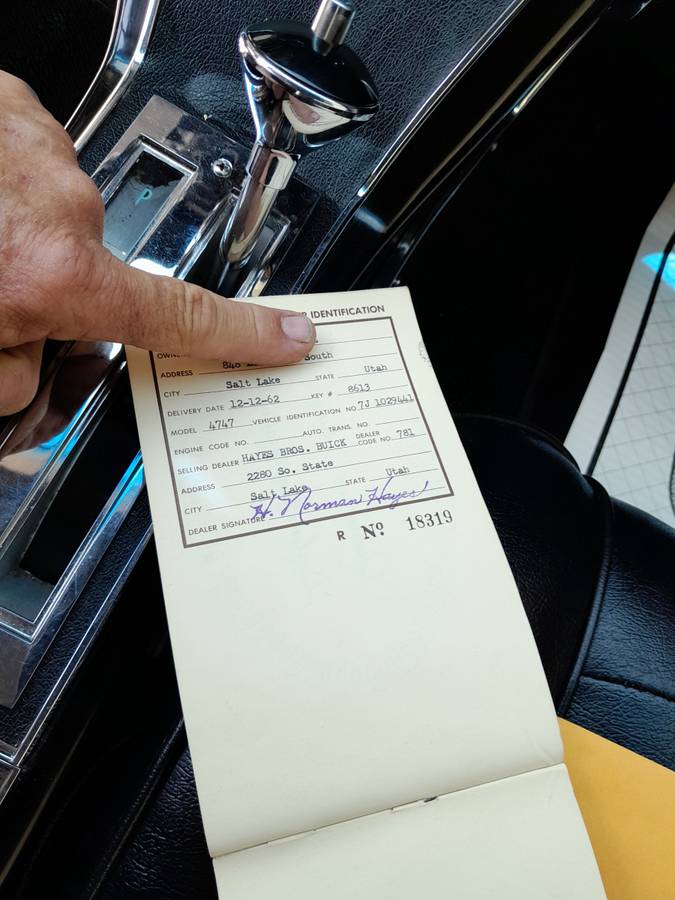 P
R IDENTIFICATION
ADDRESS 840 South
CITY Salt Lake STATE Utah
DELIVERY DATE 12-12-62 KEY # 8613
MODEL 4747 VEHICLE IDENTIFICATION NO. 7J 1029441
ENGINE CODE NO. AUTO. TRANS. NO.
SELLING DEALER HAYES BROS. BUICK DEALER CODE NO. 781
ADDRESS 2280 So. State
CITY Salt Lake STATE Utah
DEALER SIGNATURE H. Norman Hayes
R Nº 18319